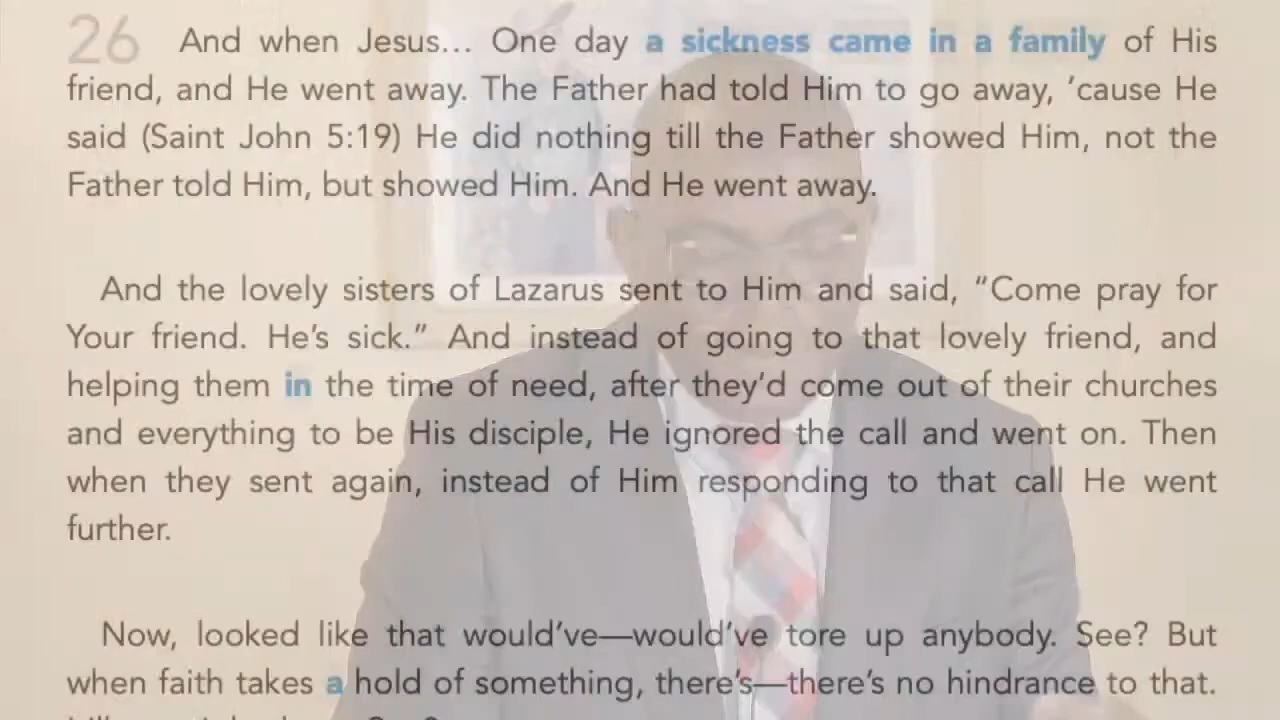 26 And when Jesus… One day a sickness came in a family of His
friend, and He went away. The Father had told Him to go away, ’cause He
said (Saint John 5:19) He did nothing till the Father showed Him, not the
Father told Him, but showed Him. And He went away.
And the lovely sisters of Lazarus sent to Him and said, “Come pray for
Your friend. He’s sick.” And instead of going to that lovely friend, and
helping them in the time of need, after they’d come out of their churches
and everything to be His disciple, He ignored the call and went on. Then
when they sent again, instead of Him responding to that call He went
further.
Now, looked like that would’ve—would’ve tore up anybody. See? But
when faith takes a hold of something, there’s—there’s no hindrance to that.